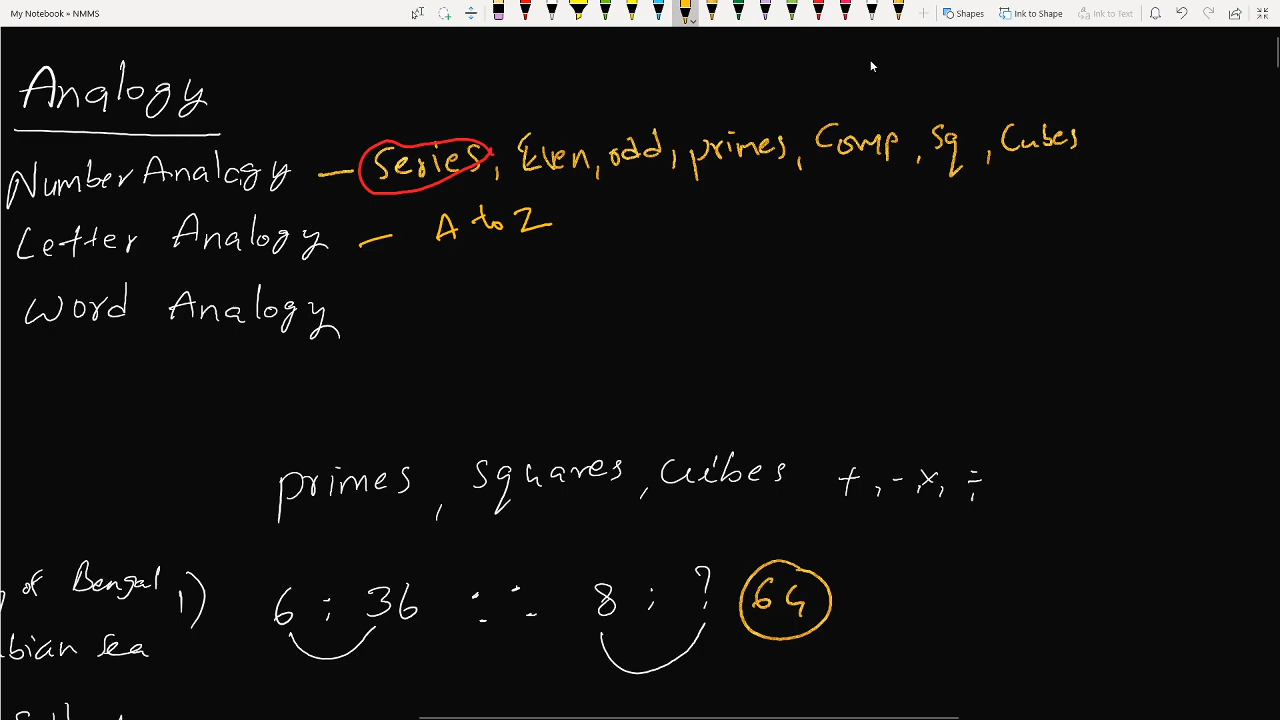 My Notebook » NMMS
Shapes Ink to Shape Ink to Text
Analogy
Number Analogy — Series, Even, odd, primes, Comp, Sq, Cubes
Letter Analogy — A to Z
Word Analogy
primes, squares, cubes +, -, x, ÷
of Bengal
1) 6 : 36 :: 8 : ? 64
bian Sea